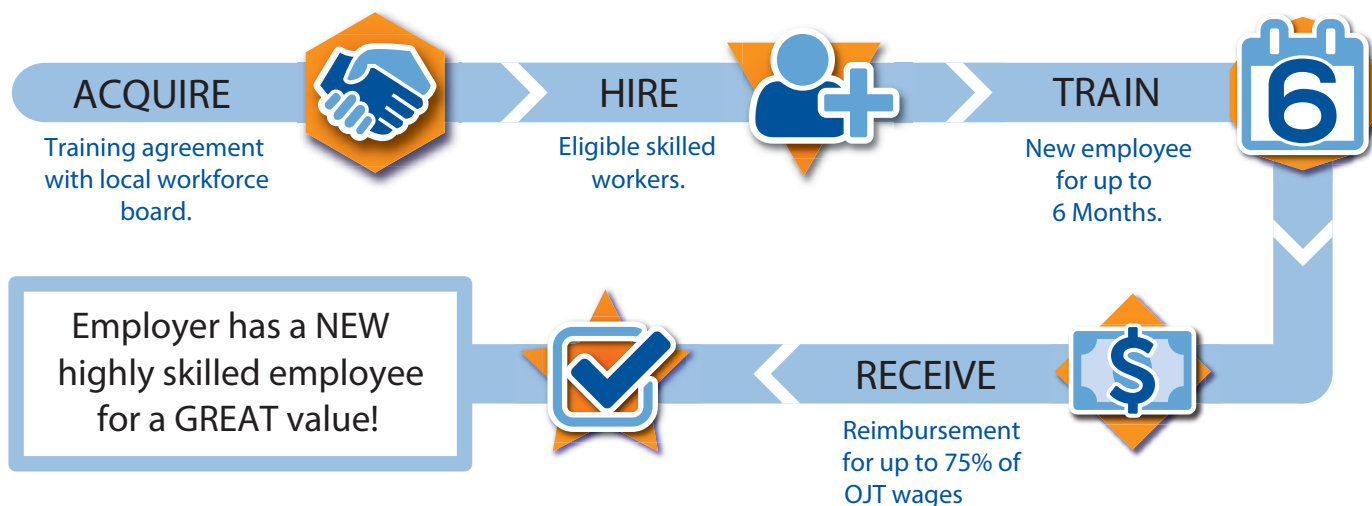 ACQUIRE
Training agreement
with local workforce
board.
HIRE
Eligible skilled
workers.
TRAIN
New employee
for up to
6 Months.
6
$
RECEIVE
Reimbursement
for up to 75% of
OJT wages
Employer has a NEW
highly skilled employee
for a GREAT value!